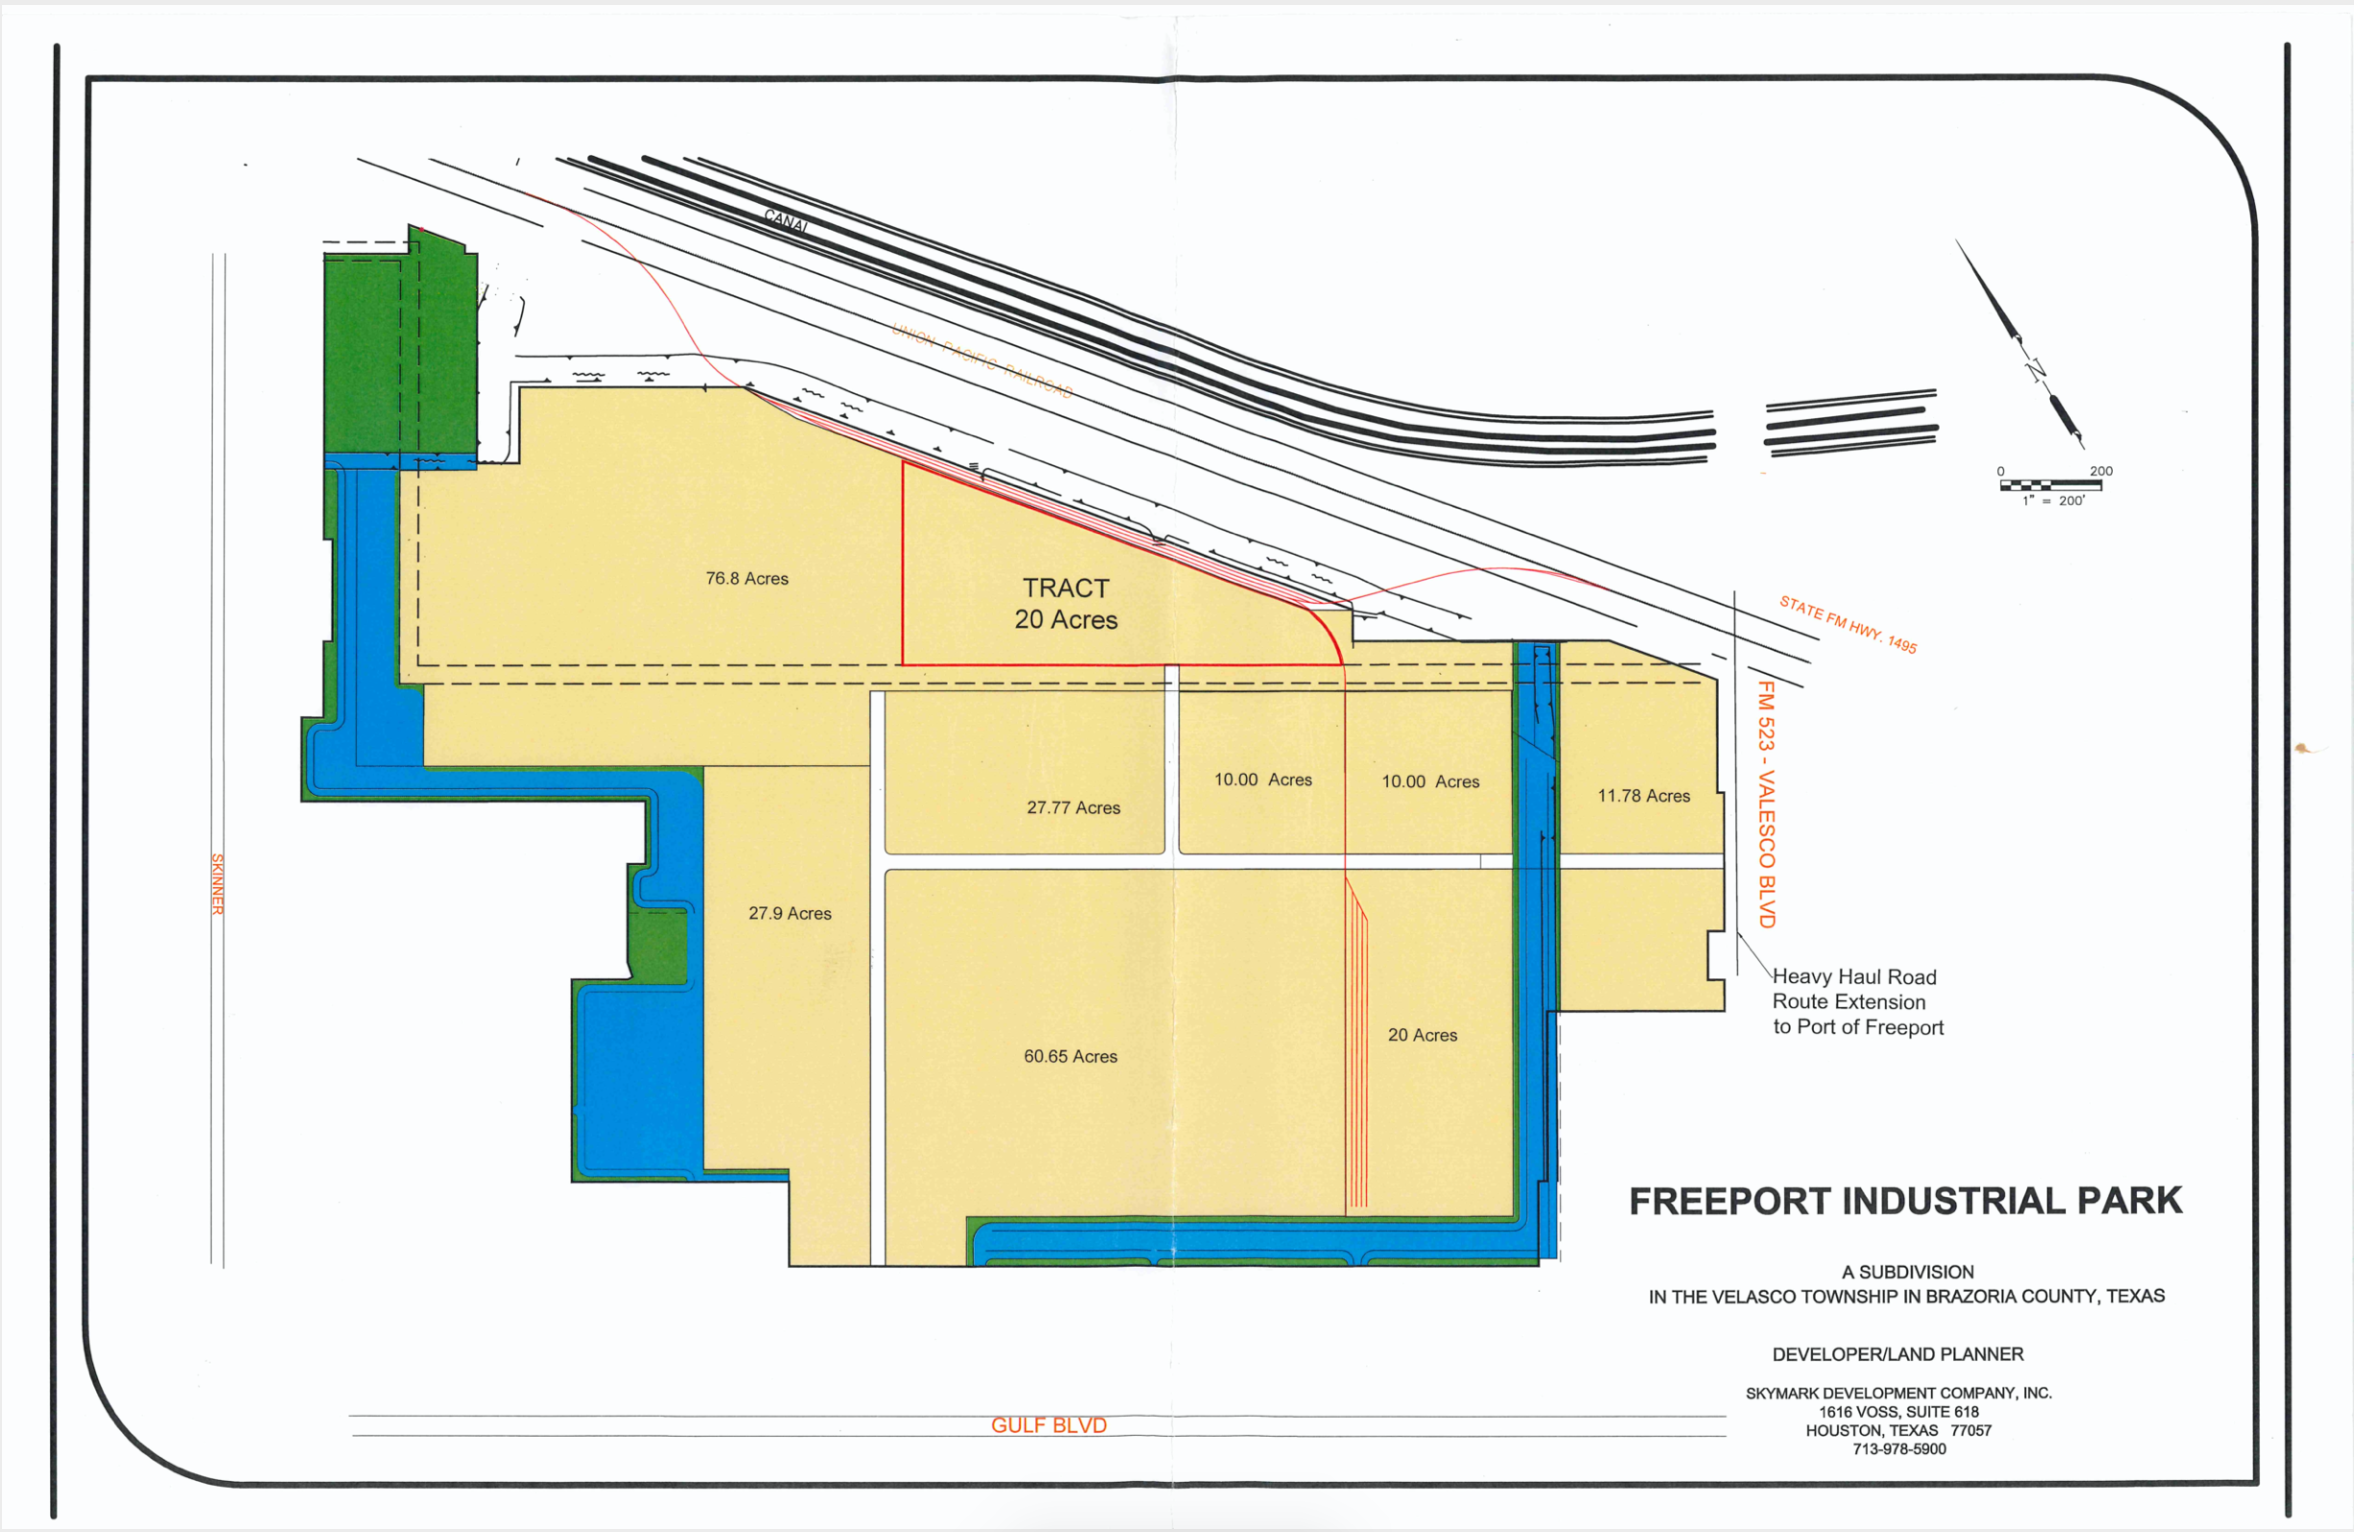 CANAL
UNION PACIFIC RAILROAD
N
0 200
1" = 200'
STATE FM HWY. 1495
76.8 Acres
TRACT
20 Acres
FM 523 - VALESCO BLVD
27.77 Acres
10.00 Acres
10.00 Acres
11.78 Acres
SKINNER
27.9 Acres
Heavy Haul Road
Route Extension
to Port of Freeport
60.65 Acres
20 Acres
FREEPORT INDUSTRIAL PARK
A SUBDIVISION
IN THE VELASCO TOWNSHIP IN BRAZORIA COUNTY, TEXAS
DEVELOPER/LAND PLANNER
SKYMARK DEVELOPMENT COMPANY, INC.
1616 VOSS, SUITE 618
HOUSTON, TEXAS 77057
713-978-5900
GULF BLVD